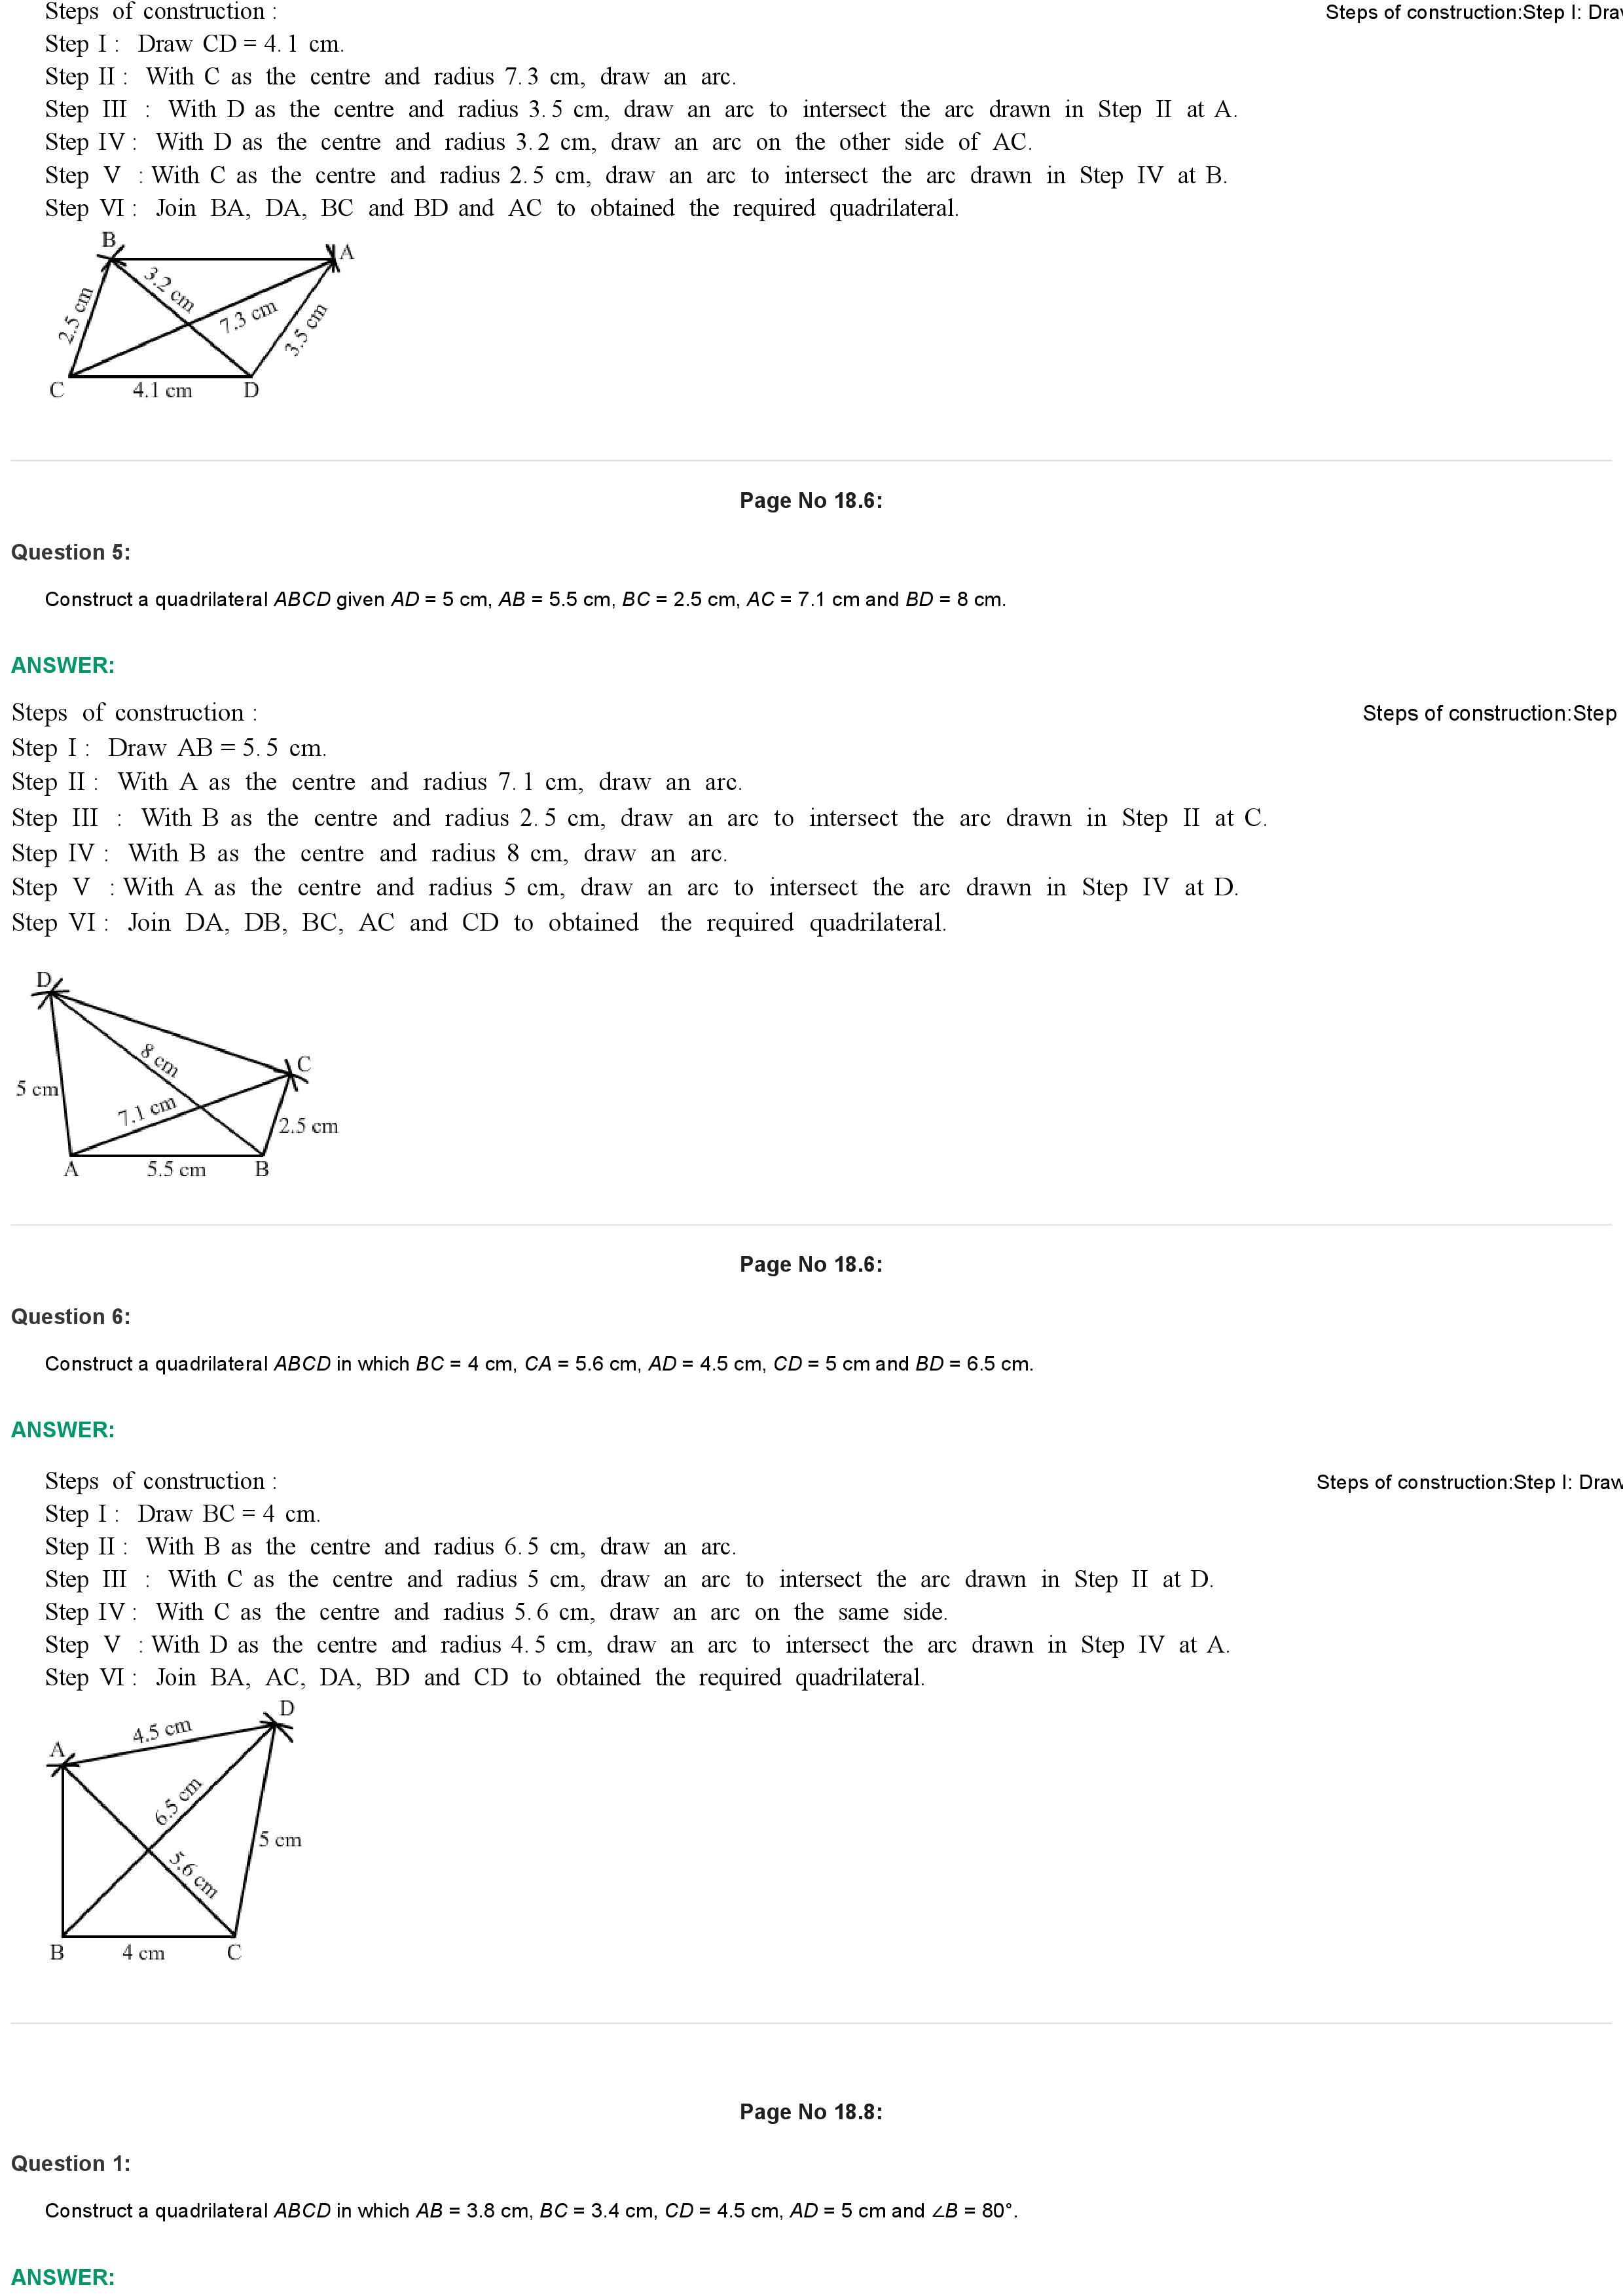 Steps of construction : Steps of construction:Step I: Dra
Step I : Draw CD = 4. 1 cm.
Step II : With C as the centre and radius 7. 3 cm, draw an arc.
Step III : With D as the centre and radius 3. 5 cm, draw an arc to intersect the arc drawn in Step II at A.
Step IV : With D as the centre and radius 3. 2 cm, draw an arc on the other side of AC.
Step V : With C as the centre and radius 2. 5 cm, draw an arc to intersect the arc drawn in Step IV at B.
Step VI : Join BA, DA, BC and BD and AC to obtained the required quadrilateral.
B
A
3.2 cm
2.5 cm
7.3 cm
3.5 cm
C
4.1 cm
D
Page No 18.6:
Question 5:
Construct a quadrilateral ABCD given AD = 5 cm, AB = 5.5 cm, BC = 2.5 cm, AC = 7.1 cm and BD = 8 cm.
ANSWER:
Steps of construction : Steps of construction:Step
Step I : Draw AB = 5. 5 cm.
Step II : With A as the centre and radius 7. 1 cm, draw an arc.
Step III : With B as the centre and radius 2. 5 cm, draw an arc to intersect the arc drawn in Step II at C.
Step IV : With B as the centre and radius 8 cm, draw an arc.
Step V : With A as the centre and radius 5 cm, draw an arc to intersect the arc drawn in Step IV at D.
Step VI : Join DA, DB, BC, AC and CD to obtained the required quadrilateral.
D
8 cm
C
5 cm
7.1 cm
2.5 cm
A
5.5 cm
B
Page No 18.6:
Question 6:
Construct a quadrilateral ABCD in which BC = 4 cm, CA = 5.6 cm, AD = 4.5 cm, CD = 5 cm and BD = 6.5 cm.
ANSWER:
Steps of construction : Steps of construction:Step I: Draw
Step I : Draw BC = 4 cm.
Step II : With B as the centre and radius 6. 5 cm, draw an arc.
Step III : With C as the centre and radius 5 cm, draw an arc to intersect the arc drawn in Step II at D.
Step IV : With C as the centre and radius 5. 6 cm, draw an arc on the same side.
Step V : With D as the centre and radius 4. 5 cm, draw an arc to intersect the arc drawn in Step IV at A.
Step VI : Join BA, AC, DA, BD and CD to obtained the required quadrilateral.
D
4.5 cm
A
6.5 cm
5 cm
5.6 cm
B
4 cm
C
Page No 18.8:
Question 1:
Construct a quadrilateral ABCD in which AB = 3.8 cm, BC = 3.4 cm, CD = 4.5 cm, AD = 5 cm and ∠B = 80°.
ANSWER: